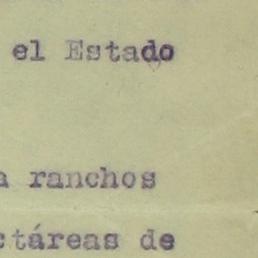 el Estado
a ranchos
ctáreas de